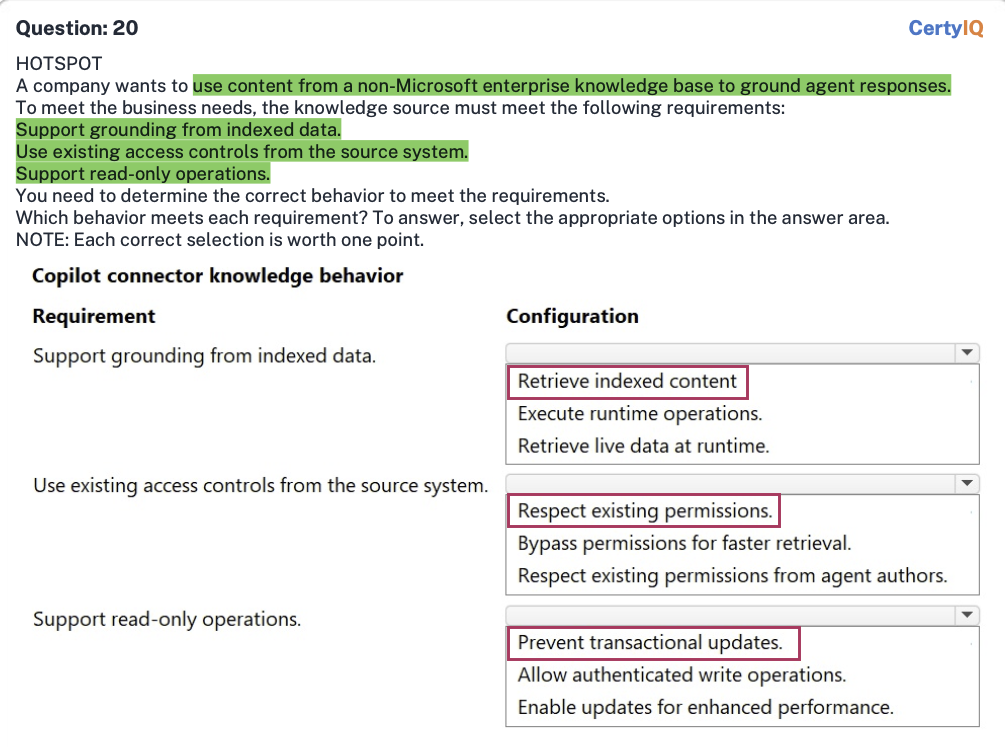 Question: 20
CertyIQ
HOTSPOT
A company wants to use content from a non-Microsoft enterprise knowledge base to ground agent responses.
To meet the business needs, the knowledge source must meet the following requirements:
Support grounding from indexed data.
Use existing access controls from the source system.
Support read-only operations.
You need to determine the correct behavior to meet the requirements.
Which behavior meets each requirement? To answer, select the appropriate options in the answer area.
NOTE: Each correct selection is worth one point.
Copilot connector knowledge behavior
Requirement
Configuration
Support grounding from indexed data.
Retrieve indexed content
Execute runtime operations.
Retrieve live data at runtime.
Use existing access controls from the source system.
Respect existing permissions.
Bypass permissions for faster retrieval.
Respect existing permissions from agent authors.
Support read-only operations.
Prevent transactional updates.
Allow authenticated write operations.
Enable updates for enhanced performance.